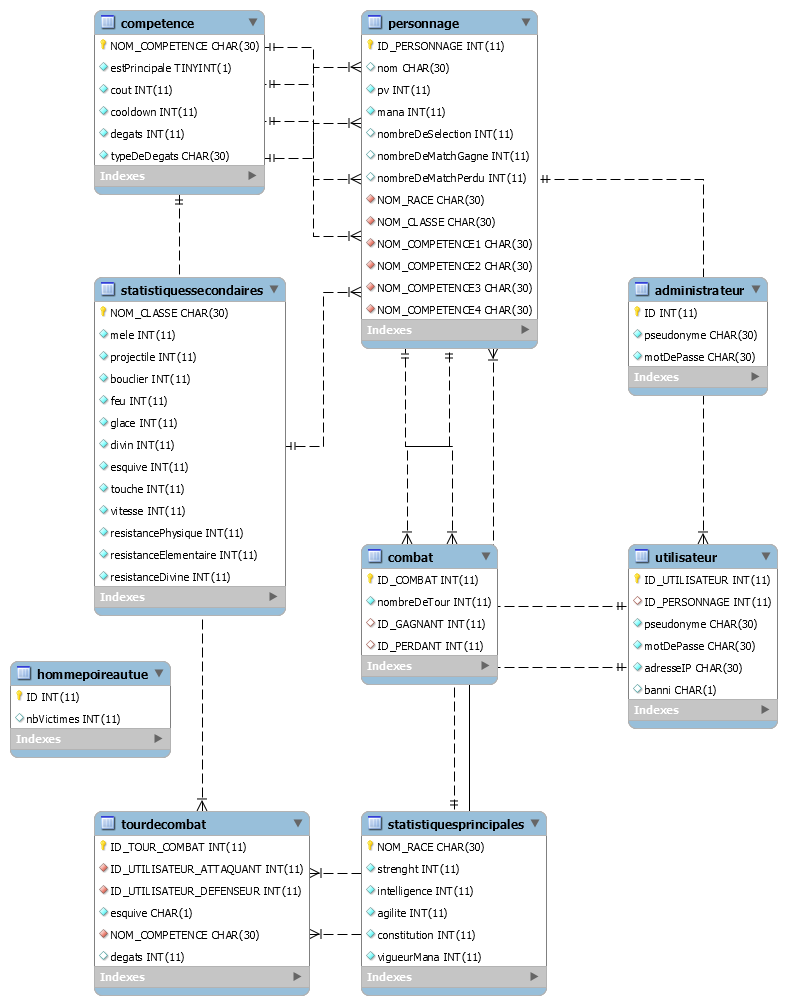 competence
NOM_COMPETENCE CHAR(30)
estPrincipale TINYINT(1)
cout INT(11)
cooldown INT(11)
degats INT(11)
typeDeDegats CHAR(30)
Indexes
personnage
ID_PERSONNAGE INT(11)
nom CHAR(30)
pv INT(11)
mana INT(11)
nombreDeSelection INT(11)
nombreDeMatchGagne INT(11)
nombreDeMatchPerdu INT(11)
NOM_RACE CHAR(30)
NOM_CLASSE CHAR(30)
NOM_COMPETENCE1 CHAR(30)
NOM_COMPETENCE2 CHAR(30)
NOM_COMPETENCE3 CHAR(30)
NOM_COMPETENCE4 CHAR(30)
Indexes
statistiquessecondaires
NOM_CLASSE CHAR(30)
mele INT(11)
projectile INT(11)
bouclier INT(11)
feu INT(11)
glace INT(11)
divin INT(11)
esquive INT(11)
touche INT(11)
vitesse INT(11)
resistancePhysique INT(11)
resistanceElementaire INT(11)
resistanceDivine INT(11)
Indexes
administrateur
ID INT(11)
pseudonyme CHAR(30)
motDePasse CHAR(30)
Indexes
combat
ID_COMBAT INT(11)
nombreDeTour INT(11)
ID_GAGNANT INT(11)
ID_PERDANT INT(11)
Indexes
utilisateur
ID_UTILISATEUR INT(11)
ID_PERSONNAGE INT(11)
pseudonyme CHAR(30)
motDePasse CHAR(30)
adresseIP CHAR(30)
banni CHAR(1)
Indexes
hommepoireautue
ID INT(11)
nbVictimes INT(11)
Indexes
tourdecombat
ID_TOUR_COMBAT INT(11)
ID_UTILISATEUR_ATTAQUANT INT(11)
ID_UTILISATEUR_DEFENSEUR INT(11)
esquive CHAR(1)
NOM_COMPETENCE CHAR(30)
degats INT(11)
Indexes
statistiquesprincipales
NOM_RACE CHAR(30)
strenght INT(11)
intelligence INT(11)
agilite INT(11)
constitution INT(11)
vigueurMana INT(11)
Indexes